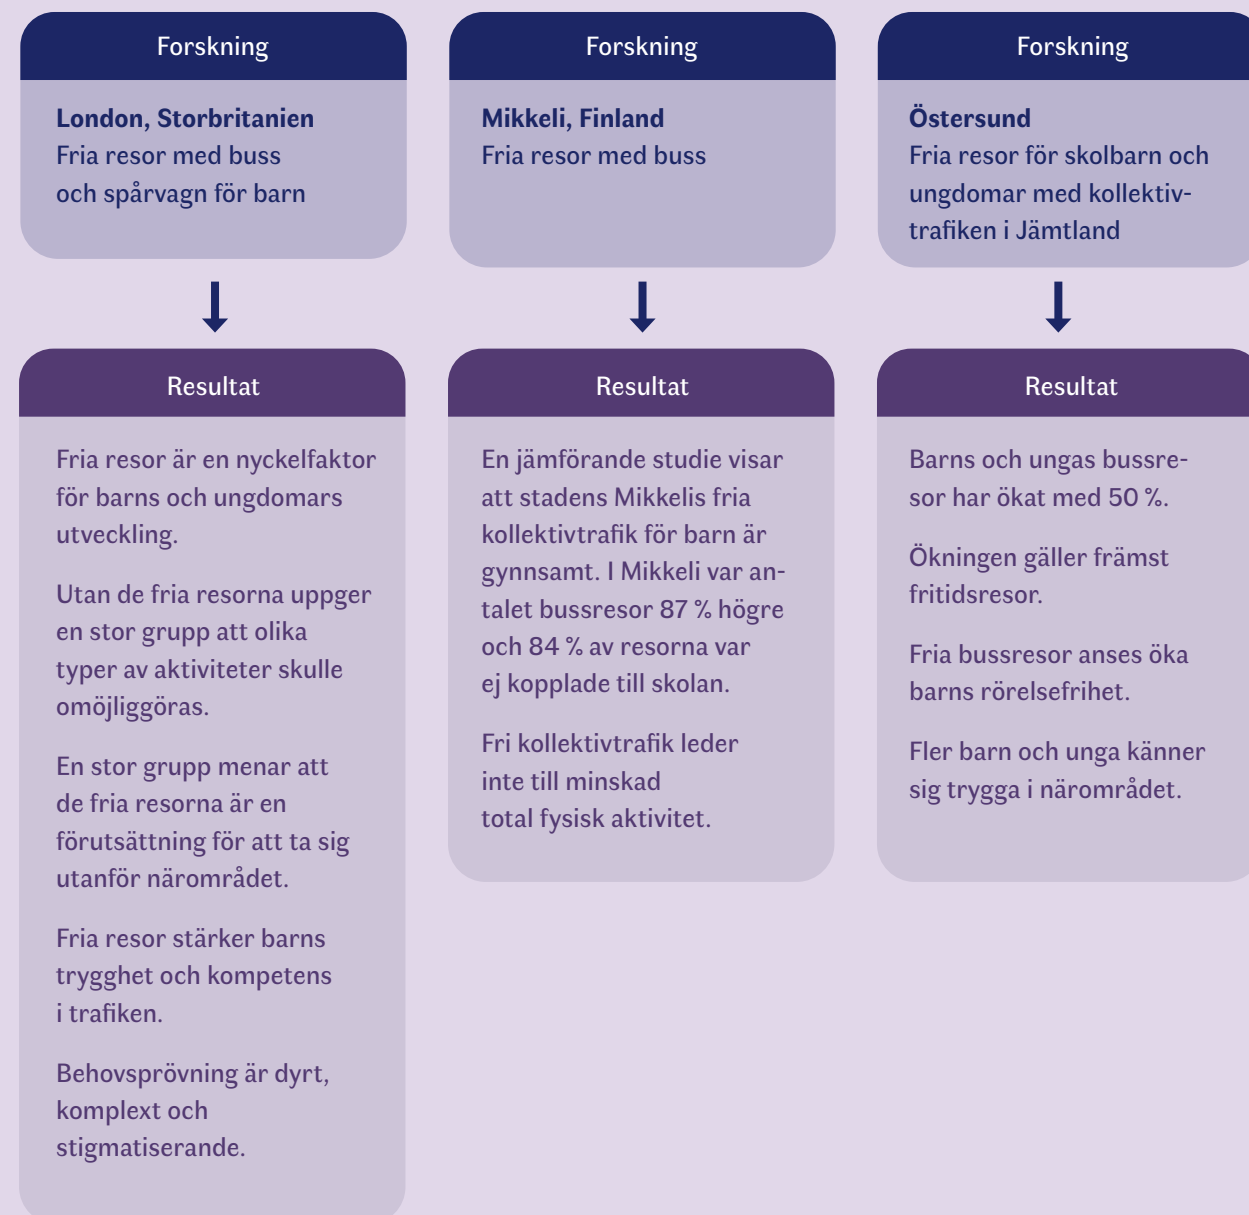 Forskning
London, Storbritanien
Fria resor med buss
och spårvagn för barn
Resultat
Fria resor är en nyckelfaktor
för barns och ungdomars
utveckling.
Utan de fria resorna uppger
en stor grupp att olika
typer av aktiviteter skulle
omöjliggöras.
En stor grupp menar att
de fria resorna är en
förutsättning för att ta sig
utanför närområdet.
Fria resor stärker barns
trygghet och kompetens
i trafiken.
Behovsprövning är dyrt,
komplext och
stigmatiserande.
Forskning
Mikkeli, Finland
Fria resor med buss
Resultat
En jämförande studie visar
att stadens Mikkelis fria
kollektivtrafik för barn är
gynnsamt. I Mikkeli var an-
talet bussresor 87 % högre
och 84 % av resorna var
ej kopplade till skolan.
Fri kollektivtrafik leder
inte till minskad
total fysisk aktivitet.
Forskning
Östersund
Fria resor för skolbarn och
ungdomar med kollektiv-
trafiken i Jämtland
Resultat
Barns och ungas bussre-
sor har ökat med 50 %.
Ökningen gäller främst
fritidsresor.
Fria bussresor anses öka
barns rörelsefrihet.
Fler barn och unga känner
sig trygga i närområdet.